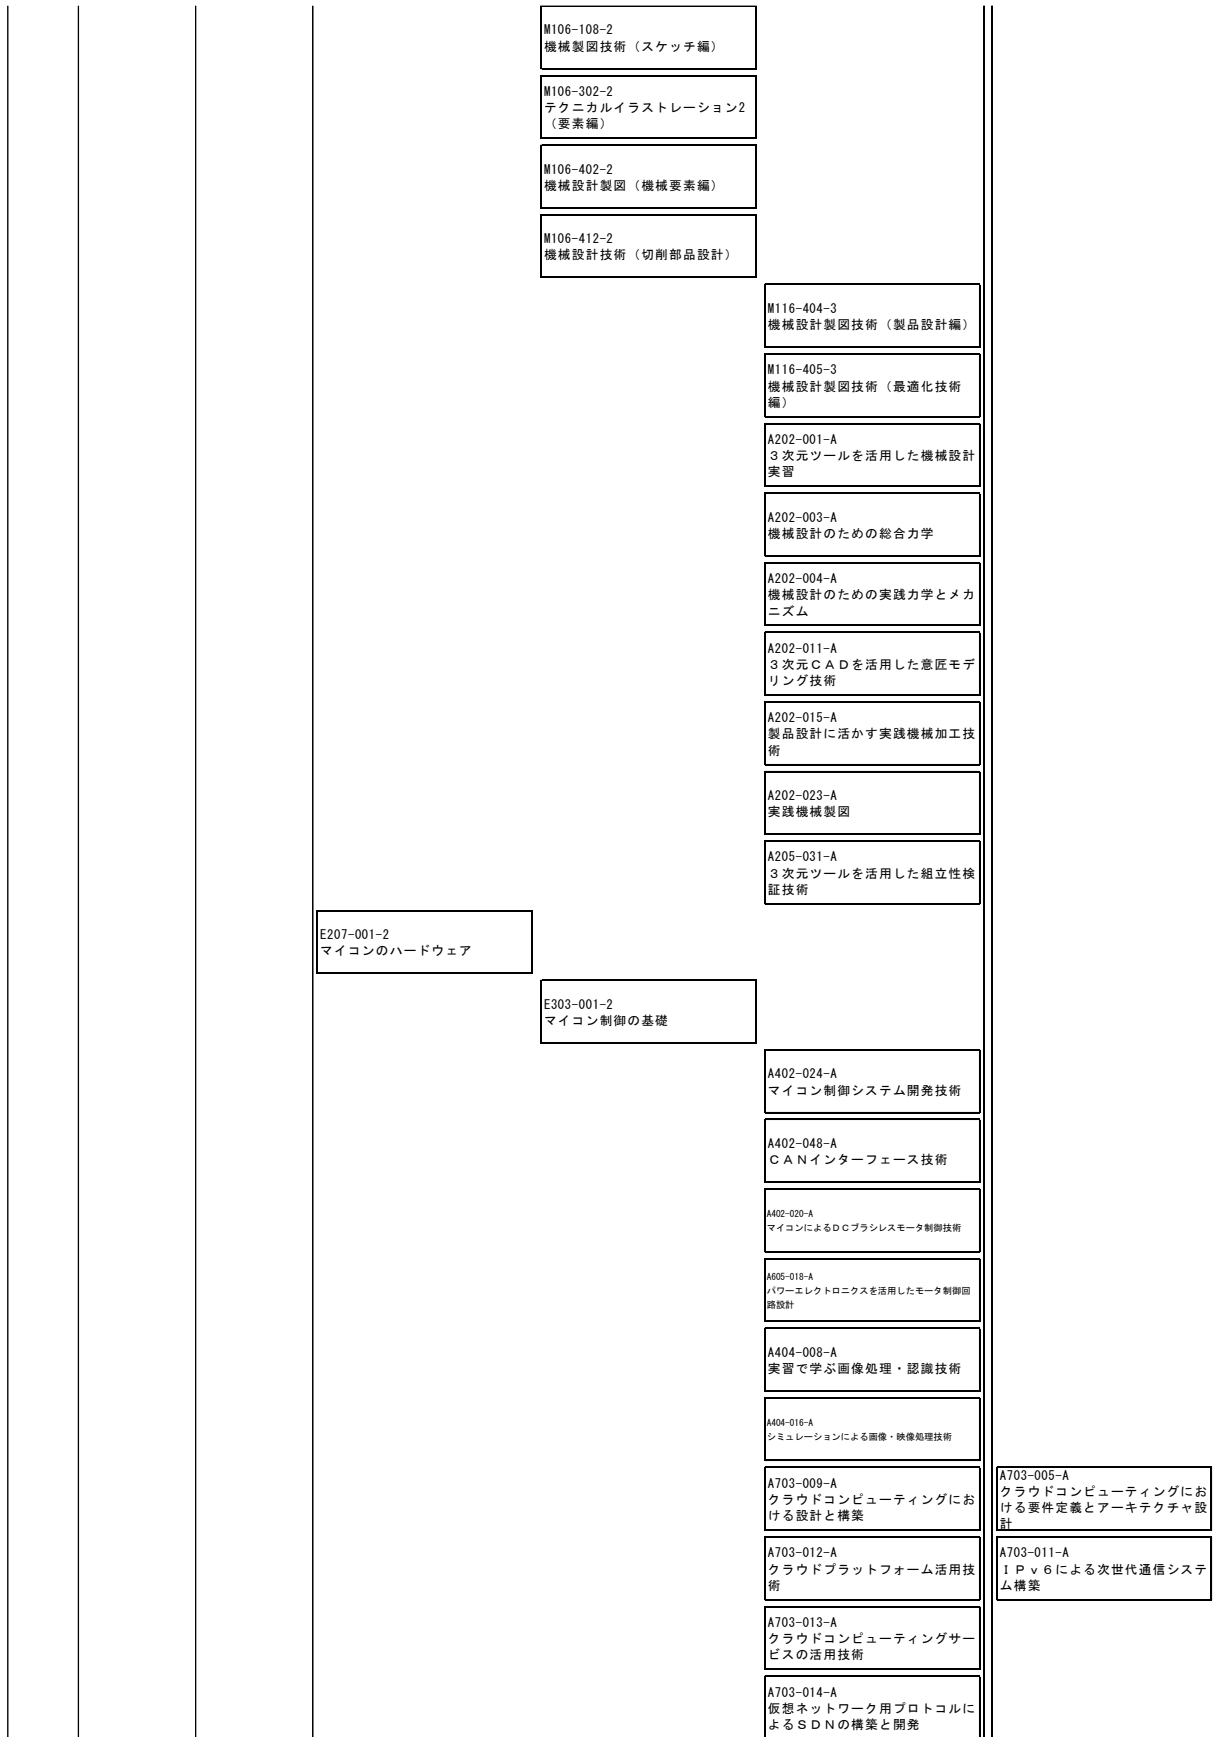 M106-108-2
機械製図技術（スケッチ編）
M106-302-2
テクニカルイラストレーション2
（要素編）
M106-402-2
機械設計製図（機械要素編）
M106-412-2
機械設計技術（切削部品設計）
M116-404-3
機械設計製図技術（製品設計編）
M116-405-3
機械設計製図技術（最適化技術
編）
A202-001-A
３次元ツールを活用した機械設計
実習
A202-003-A
機械設計のための総合力学
A202-004-A
機械設計のための実践力学とメカ
ニズム
A202-011-A
３次元ＣＡＤを活用した意匠モデ
リング技術
A202-015-A
製品設計に活かす実践機械加工技
術
A202-023-A
実践機械製図
A205-031-A
３次元ツールを活用した組立性検
証技術
E207-001-2
マイコンのハードウェア
E303-001-2
マイコン制御の基礎
A402-024-A
マイコン制御システム開発技術
A402-048-A
ＣＡＮインターフェース技術
A402-020-A
マイコンによるＤＣブラシレスモータ制御技術
A605-018-A
パワーエレクトロニクスを活用したモータ制御回
路設計
A404-008-A
実習で学ぶ画像処理・認識技術
A404-016-A
シミュレーションによる画像・映像処理技術
A703-009-A
クラウドコンピューティングにお
ける設計と構築
A703-005-A
クラウドコンピューティングにお
ける要件定義とアーキテクチャ設
計
A703-012-A
クラウドプラットフォーム活用技
術
A703-011-A
ＩＰｖ６による次世代通信システ
ム構築
A703-013-A
クラウドコンピューティングサー
ビスの活用技術
A703-014-A
仮想ネットワーク用プロトコルに
よるＳＤＮの構築と開発